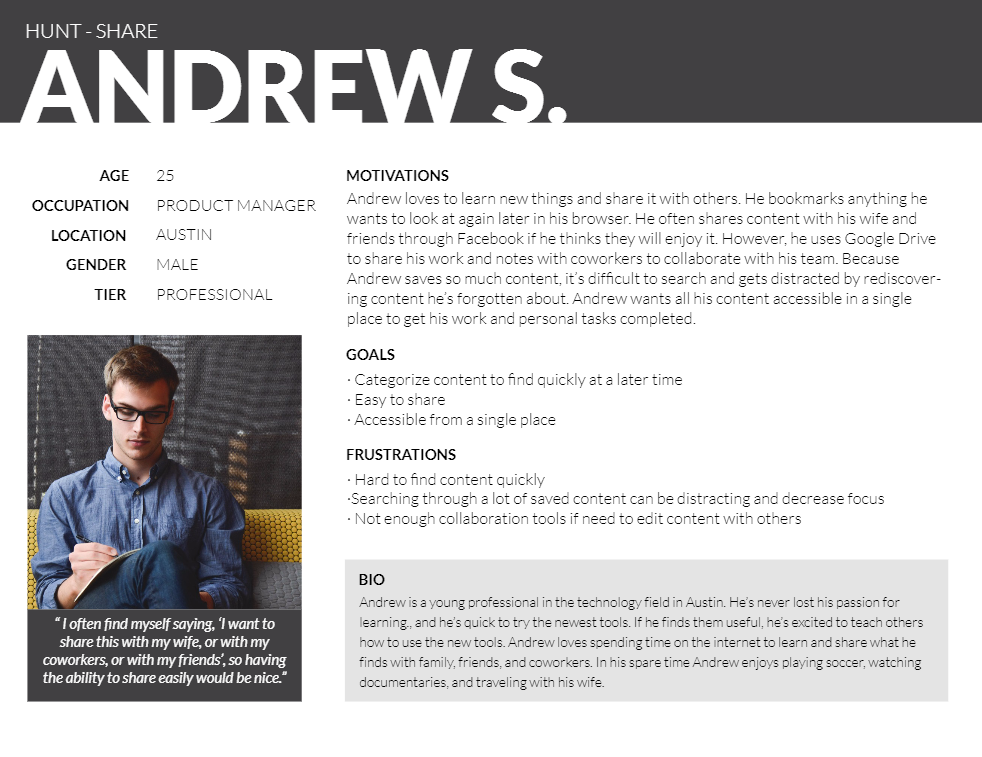 HUNT - SHARE
ANDREW S.
AGE 25
OCCUPATION PRODUCT MANAGER
LOCATION AUSTIN
GENDER MALE
TIER PROFESSIONAL
“ I often find myself saying, ‘I want to
share this with my wife, or with my
coworkers, or with my friends’, so having
the ability to share easily would be nice.”
MOTIVATIONS
Andrew loves to learn new things and share it with others. He bookmarks anything he
wants to look at again later in his browser. He often shares content with his wife and
friends through Facebook if he thinks they will enjoy it. However, he uses Google Drive
to share his work and notes with coworkers to collaborate with his team. Because
Andrew saves so much content, it’s difficult to search and gets distracted by rediscover-
ing content he’s forgotten about. Andrew wants all his content accessible in a single
place to get his work and personal tasks completed.
GOALS
· Categorize content to find quickly at a later time
· Easy to share
· Accessible from a single place
FRUSTRATIONS
· Hard to find content quickly
·Searching through a lot of saved content can be distracting and decrease focus
· Not enough collaboration tools if need to edit content with others
BIO
Andrew is a young professional in the technology field in Austin. He’s never lost his passion for
learning., and he’s quick to try the newest tools. If he finds them useful, he’s excited to teach others
how to use the new tools. Andrew loves spending time on the internet to learn and share what he
finds with family, friends, and coworkers. In his spare time Andrew enjoys playing soccer, watching
documentaries, and traveling with his wife.